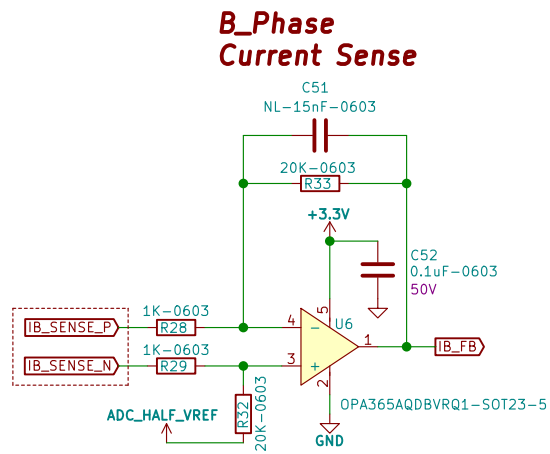 B_Phase
Current Sense
C51
NL-15nF-0603
20K-0603
R33
+3.3V
C52
0.1uF-0603
50V
1K-0603
IB_SENSE_P
R28
4
5
U6
1
IB_FB
1K-0603
IB_SENSE_N
R29
3
2
R32
20K-0603
ADC_HALF_VREF
OPA365AQDBVRQ1-SOT23-5
GND